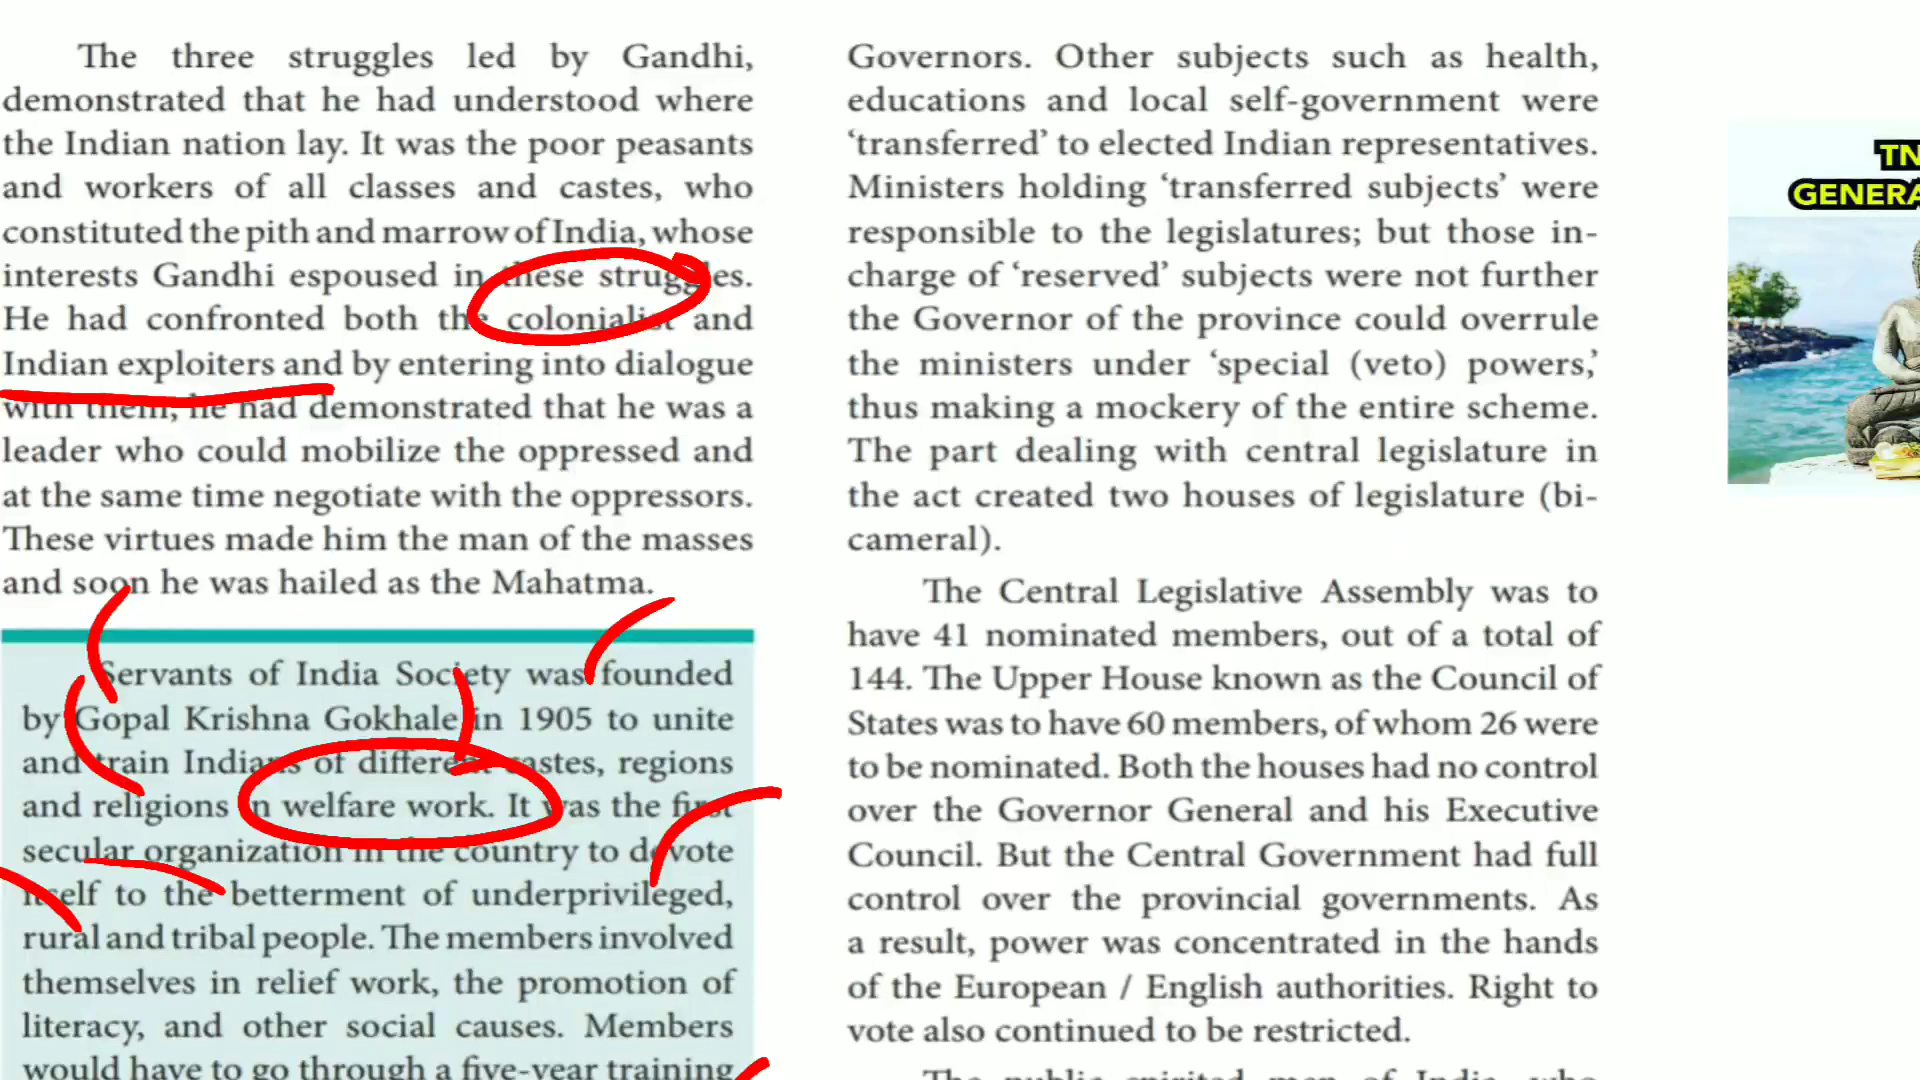 The three struggles led by Gandhi,
demonstrated that he had understood where
the Indian nation lay. It was the poor peasants
and workers of all classes and castes, who
constituted the pith and marrow of India, whose
interests Gandhi espoused in these struggles.
He had confronted both the colonialist and
Indian exploiters and by entering into dialogue
with them, he had demonstrated that he was a
leader who could mobilize the oppressed and
at the same time negotiate with the oppressors.
These virtues made him the man of the masses
and soon he was hailed as the Mahatma.
Servants of India Society was founded
by Gopal Krishna Gokhale in 1905 to unite
and train Indians of different castes, regions
and religions in welfare work. It was the first
secular organization in the country to devote
itself to the betterment of underprivileged,
rural and tribal people. The members involved
themselves in relief work, the promotion of
literacy, and other social causes. Members
would have to go through a five-year training
Governors. Other subjects such as health,
educations and local self-government were
‘transferred’ to elected Indian representatives.
Ministers holding ‘transferred subjects’ were
responsible to the legislatures; but those in-
charge of ‘reserved’ subjects were not further
the Governor of the province could overrule
the ministers under ‘special (veto) powers,’
thus making a mockery of the entire scheme.
The part dealing with central legislature in
the act created two houses of legislature (bi-
cameral).
The Central Legislative Assembly was to
have 41 nominated members, out of a total of
144. The Upper House known as the Council of
States was to have 60 members, of whom 26 were
to be nominated. Both the houses had no control
over the Governor General and his Executive
Council. But the Central Government had full
control over the provincial governments. As
a result, power was concentrated in the hands
of the European / English authorities. Right to
vote also continued to be restricted.
The public spirited men of India, who
TN
GENERA